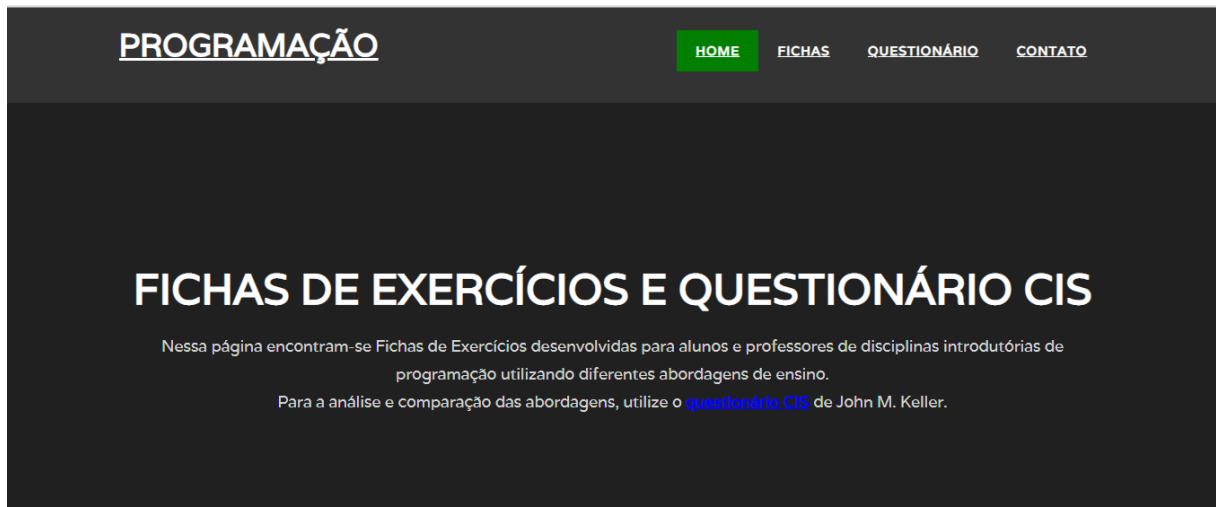 PROGRAMAÇÃO
HOME FICHAS QUESTIONÁRIO CONTATO
FICHAS DE EXERCÍCIOS E QUESTIONÁRIO CIS
Nessa página encontram-se Fichas de Exercícios desenvolvidas para alunos e professores de disciplinas introdutórias de
programação utilizando diferentes abordagens de ensino.
Para a análise e comparação das abordagens, utilize o questionário CIS de John M. Keller.